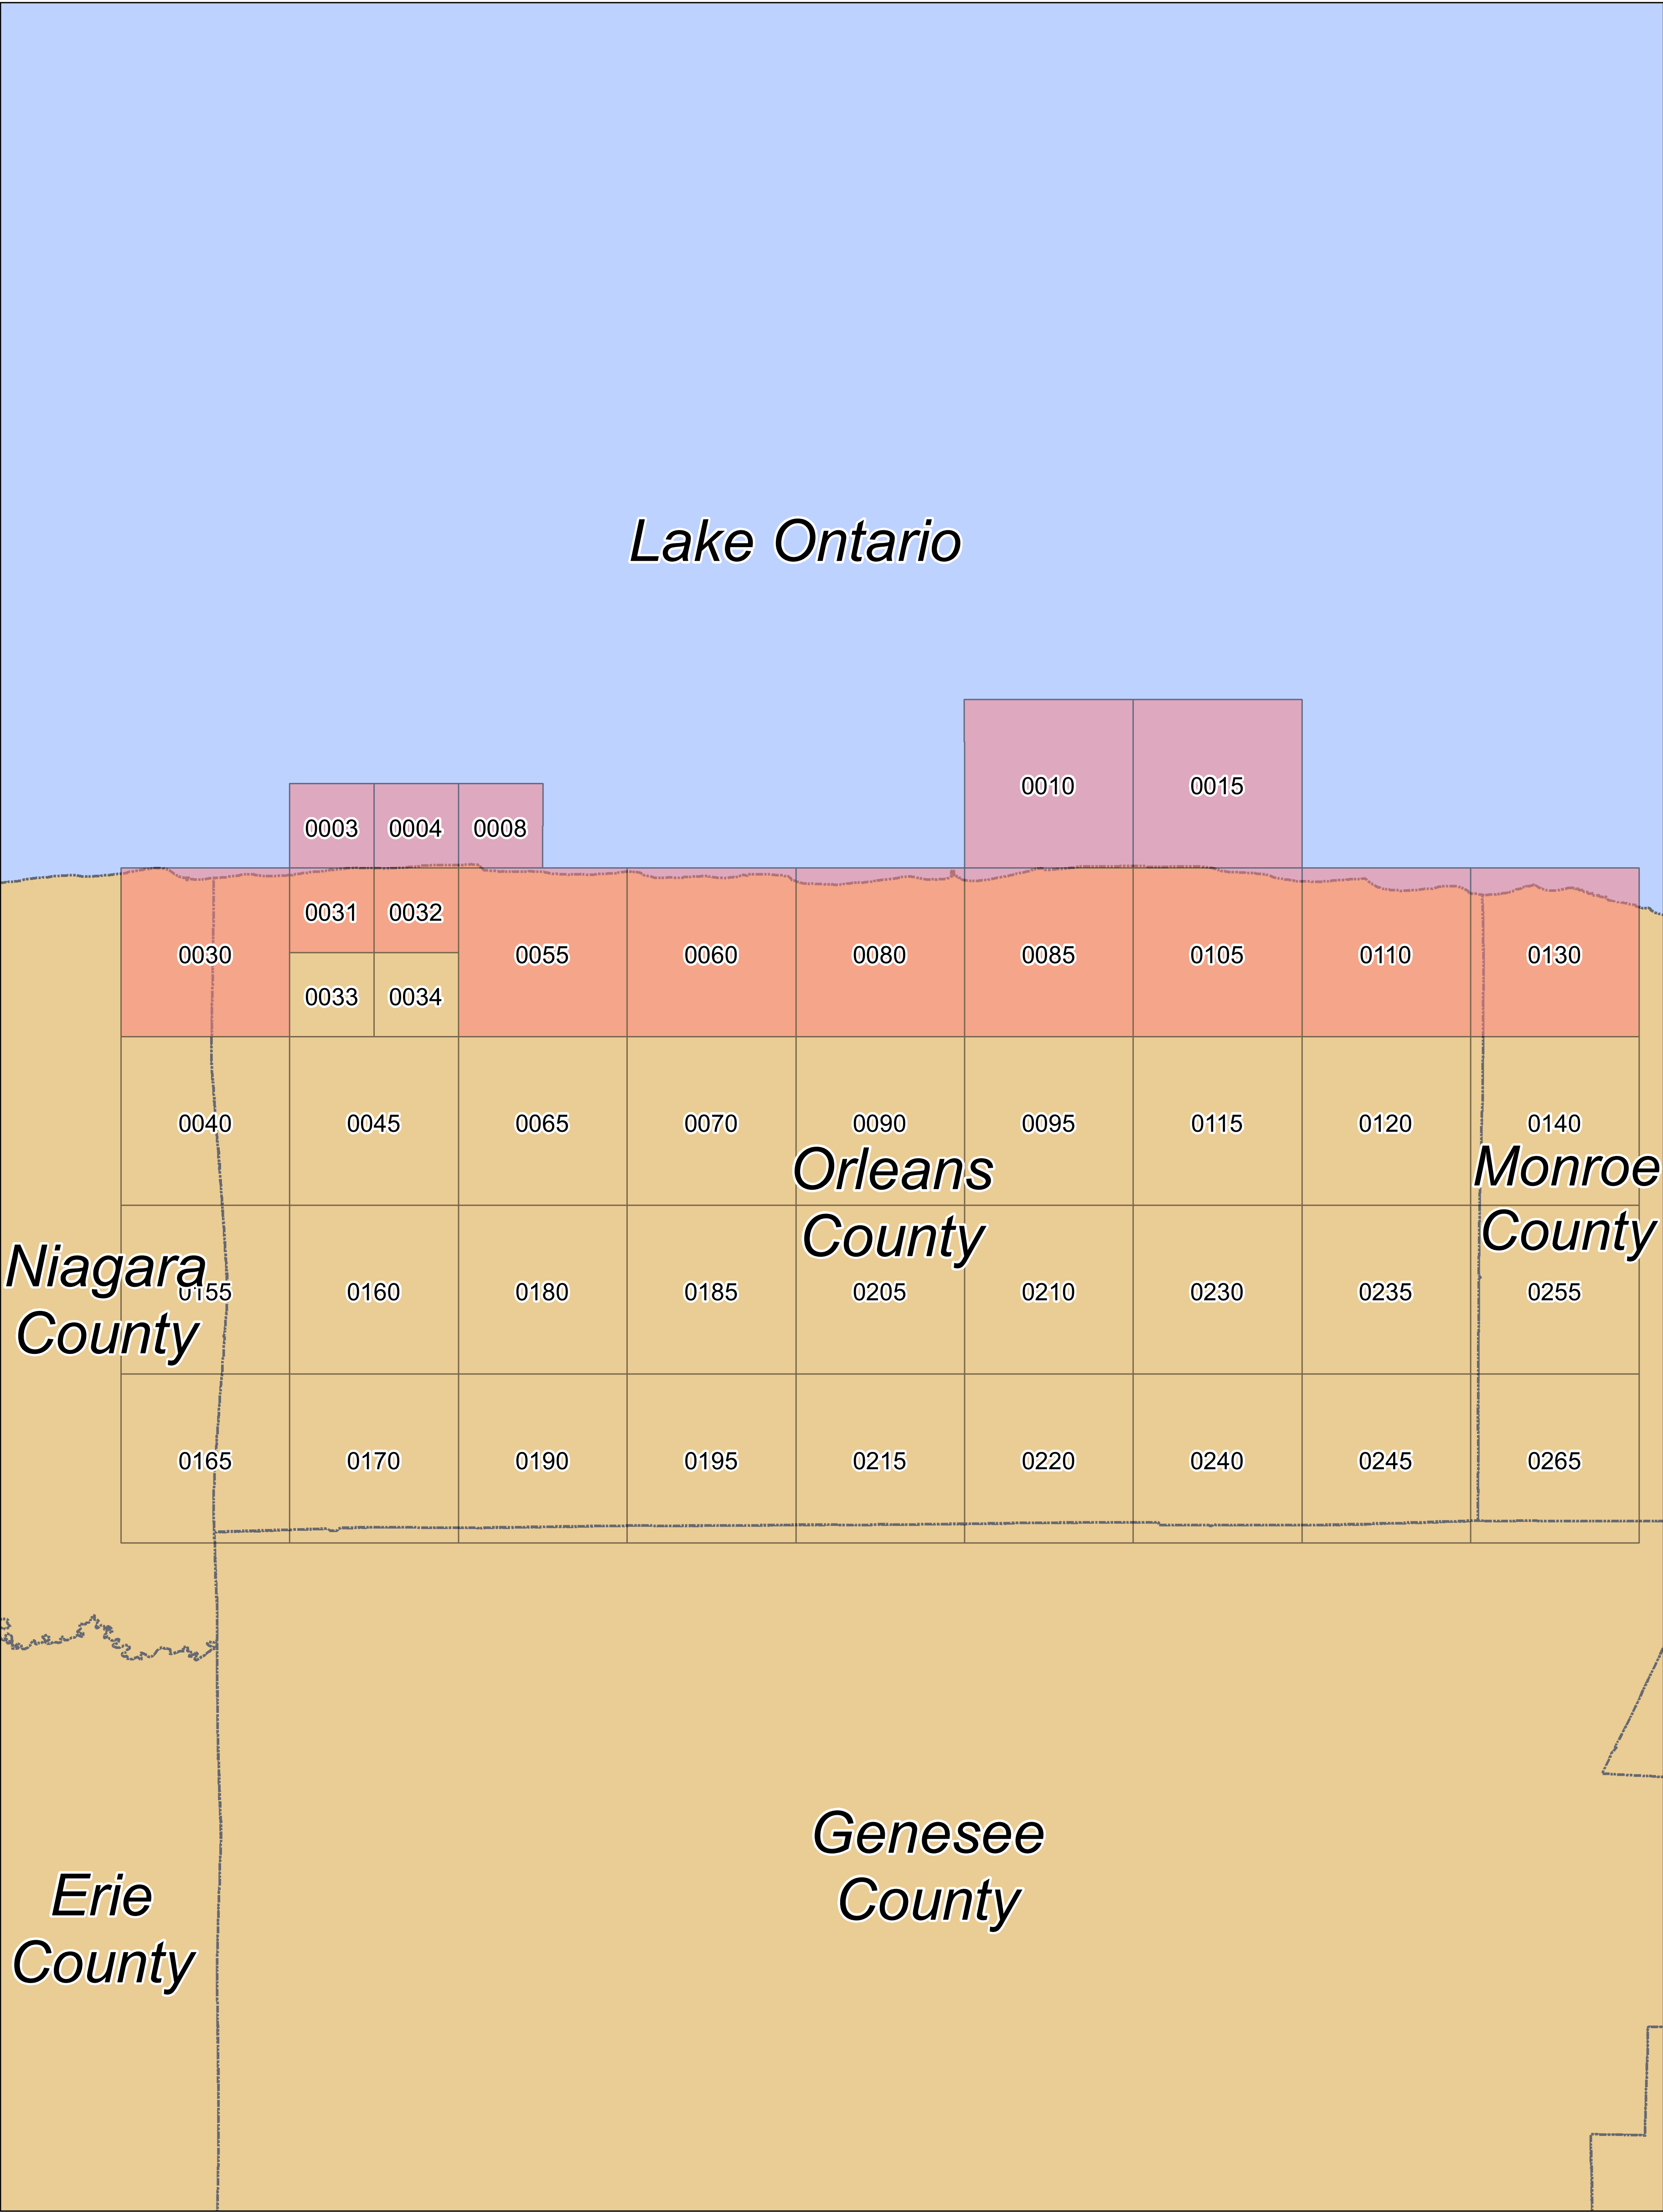 Lake Ontario
0010 0015
0003 0004 0008
0031 0032
0030 0055 0060 0080 0085 0105 0110 0130
0033 0034
0040 0045 0065 0070 0090 0095 0115 0120 0140
Orleans
County
Monroe
County
Niagara
County
0155 0160 0180 0185 0205 0210 0230 0235 0255
0165 0170 0190 0195 0215 0220 0240 0245 0265
Genesee
County
Erie
County